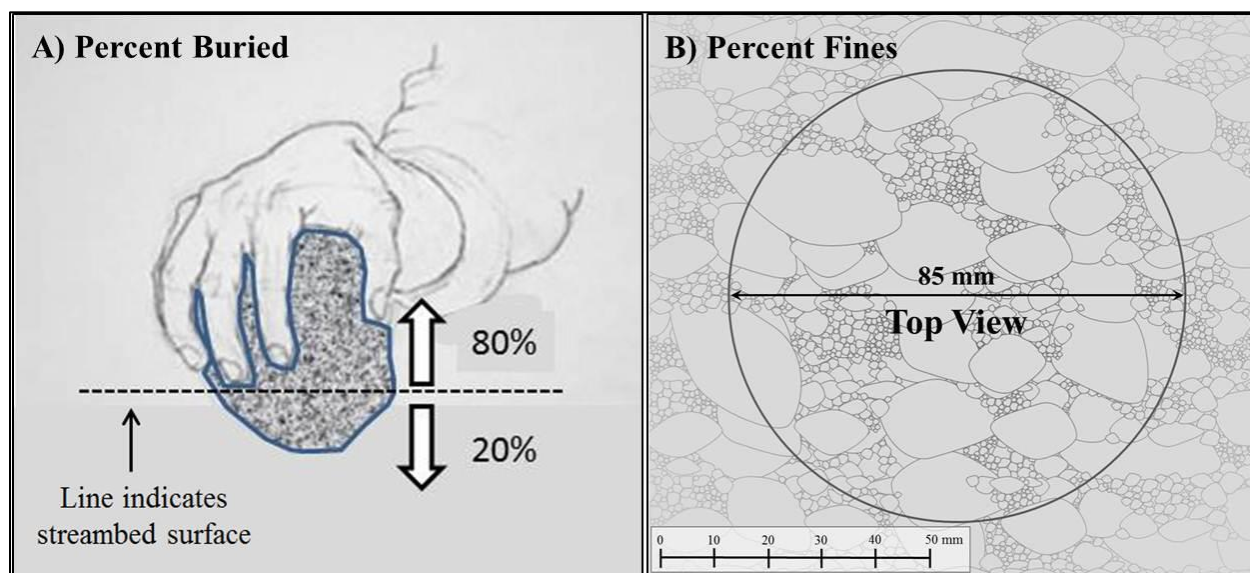 A) Percent Buried
80%
20%
Line indicates
streambed surface
B) Percent Fines
85 mm
Top View
0 10 20 30 40 50 mm